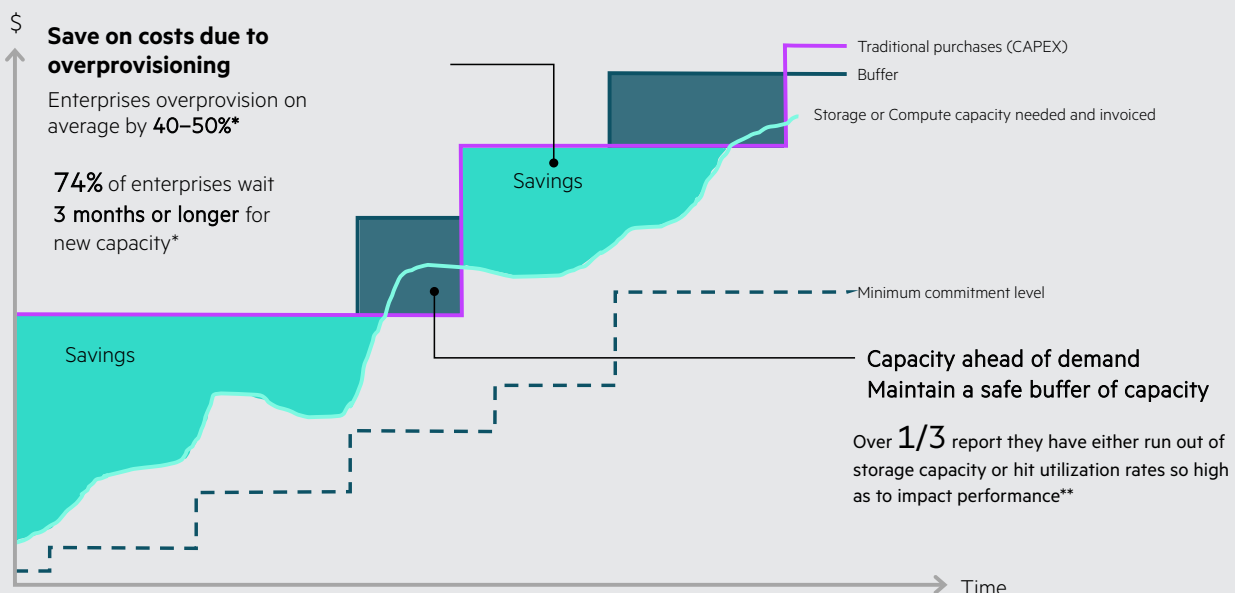 $
Save on costs due to
overprovisioning
Enterprises overprovision on
average by 40–50%*
74% of enterprises wait
3 months or longer for
new capacity*
Traditional purchases (CAPEX)
Buffer
Storage or Compute capacity needed and invoiced
Savings
Savings
Minimum commitment level
Capacity ahead of demand
Maintain a safe buffer of capacity
Over 1/3 report they have either run out of
storage capacity or hit utilization rates so high
as to impact performance**
Time